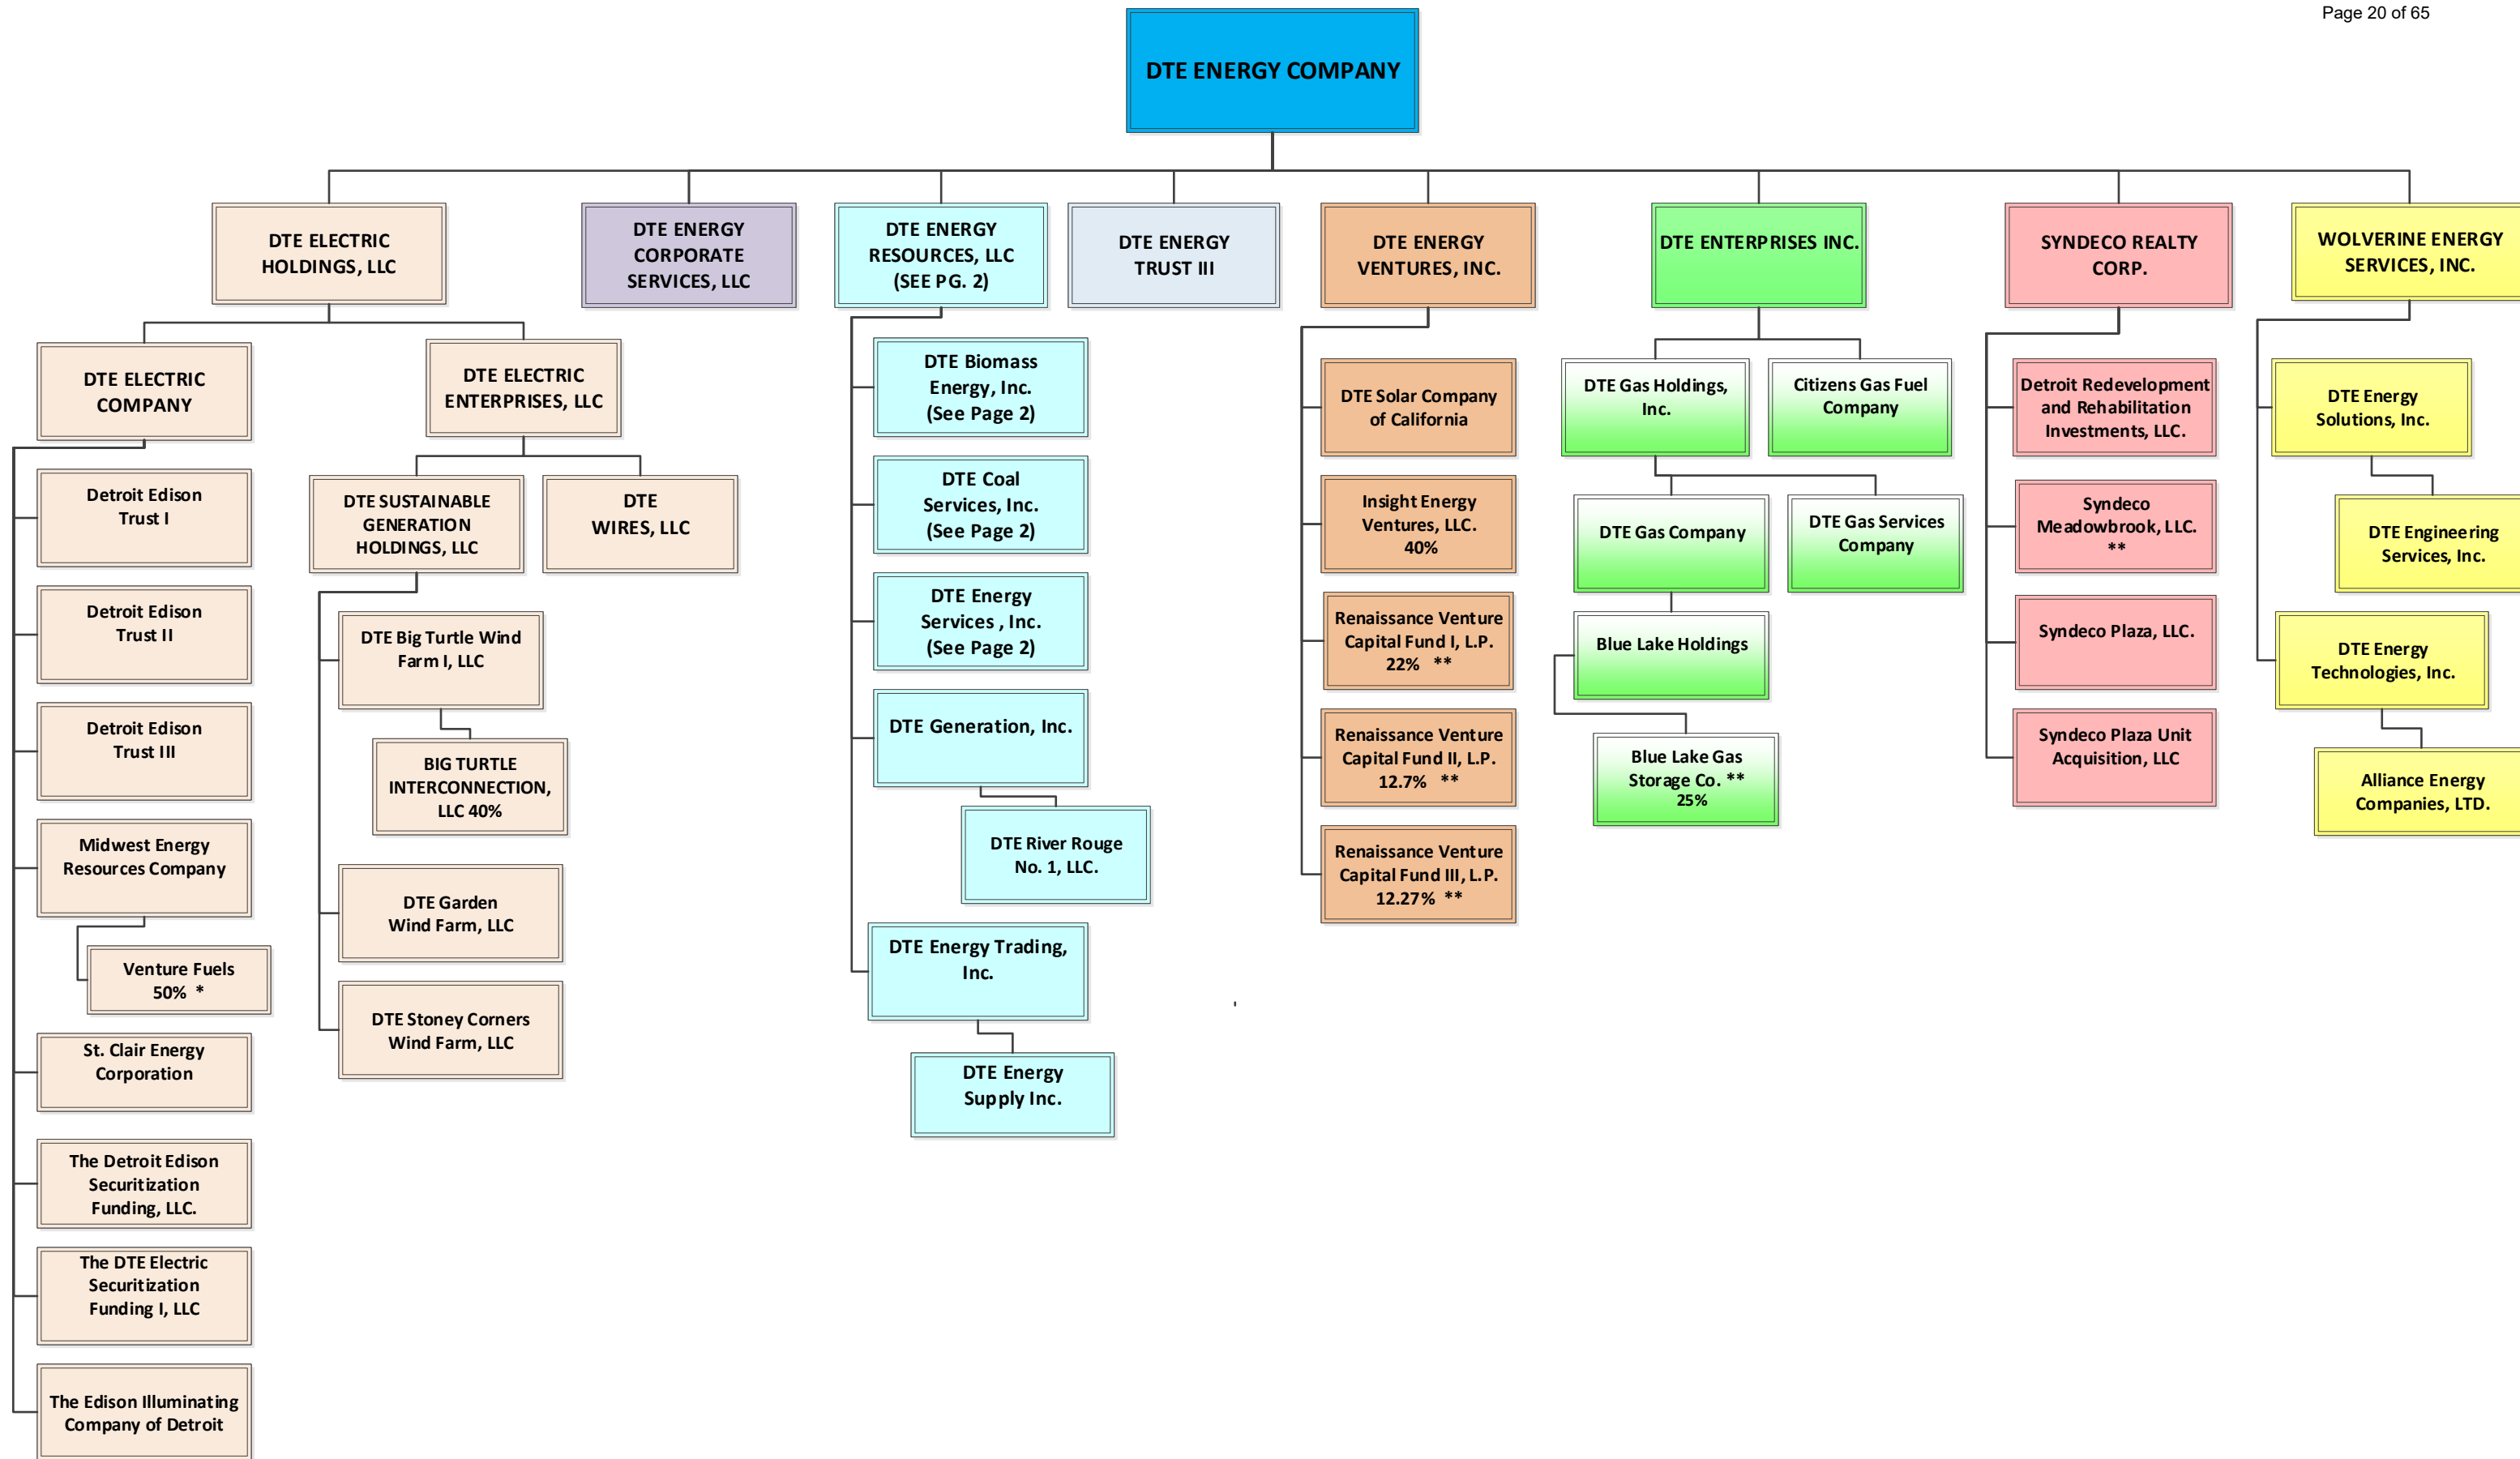 Page 20 of 65
DTE ENERGY COMPANY
DTE ELECTRIC
HOLDINGS, LLC
DTE ENERGY
CORPORATE
SERVICES, LLC
DTE ENERGY
RESOURCES, LLC
(SEE PG. 2)
DTE ENERGY
TRUST III
DTE ENERGY
VENTURES, INC.
DTE ENTERPRISES INC.
SYNDECO REALTY
CORP.
WOLVERINE ENERGY
SERVICES, INC.
DTE ELECTRIC
COMPANY
Detroit Edison
Trust I
Detroit Edison
Trust II
Detroit Edison
Trust III
Midwest Energy
Resources Company
Venture Fuels
50% *
St. Clair Energy
Corporation
The Detroit Edison
Securitization
Funding, LLC.
The DTE Electric
Securitization
Funding I, LLC
The Edison Illuminating
Company of Detroit
DTE ELECTRIC
ENTERPRISES, LLC
DTE SUSTAINABLE
GENERATION
HOLDINGS, LLC
DTE
WIRES, LLC
DTE Big Turtle Wind
Farm I, LLC
BIG TURTLE
INTERCONNECTION,
LLC 40%
DTE Garden
Wind Farm, LLC
DTE Stoney Corners
Wind Farm, LLC
DTE Biomass
Energy, Inc.
(See Page 2)
DTE Coal
Services, Inc.
(See Page 2)
DTE Energy
Services , Inc.
(See Page 2)
DTE Generation, Inc.
DTE River Rouge
No. 1, LLC.
DTE Energy Trading,
Inc.
DTE Energy
Supply Inc.
DTE Solar Company
of California
Insight Energy
Ventures, LLC.
40%
Renaissance Venture
Capital Fund I, L.P.
22% **
Renaissance Venture
Capital Fund II, L.P.
12.7% **
Renaissance Venture
Capital Fund III, L.P.
12.27% **
DTE Gas Holdings,
Inc.
Citizens Gas Fuel
Company
DTE Gas Company
DTE Gas Services
Company
Blue Lake Holdings
Blue Lake Gas
Storage Co. **
25%
Detroit Redevelopment
and Rehabilitation
Investments, LLC.
Syndeco
Meadowbrook, LLC.
**
Syndeco Plaza, LLC.
Syndeco Plaza Unit
Acquisition, LLC
DTE Energy
Solutions, Inc.
DTE Engineering
Services, Inc.
DTE Energy
Technologies, Inc.
Alliance Energy
Companies, LTD.